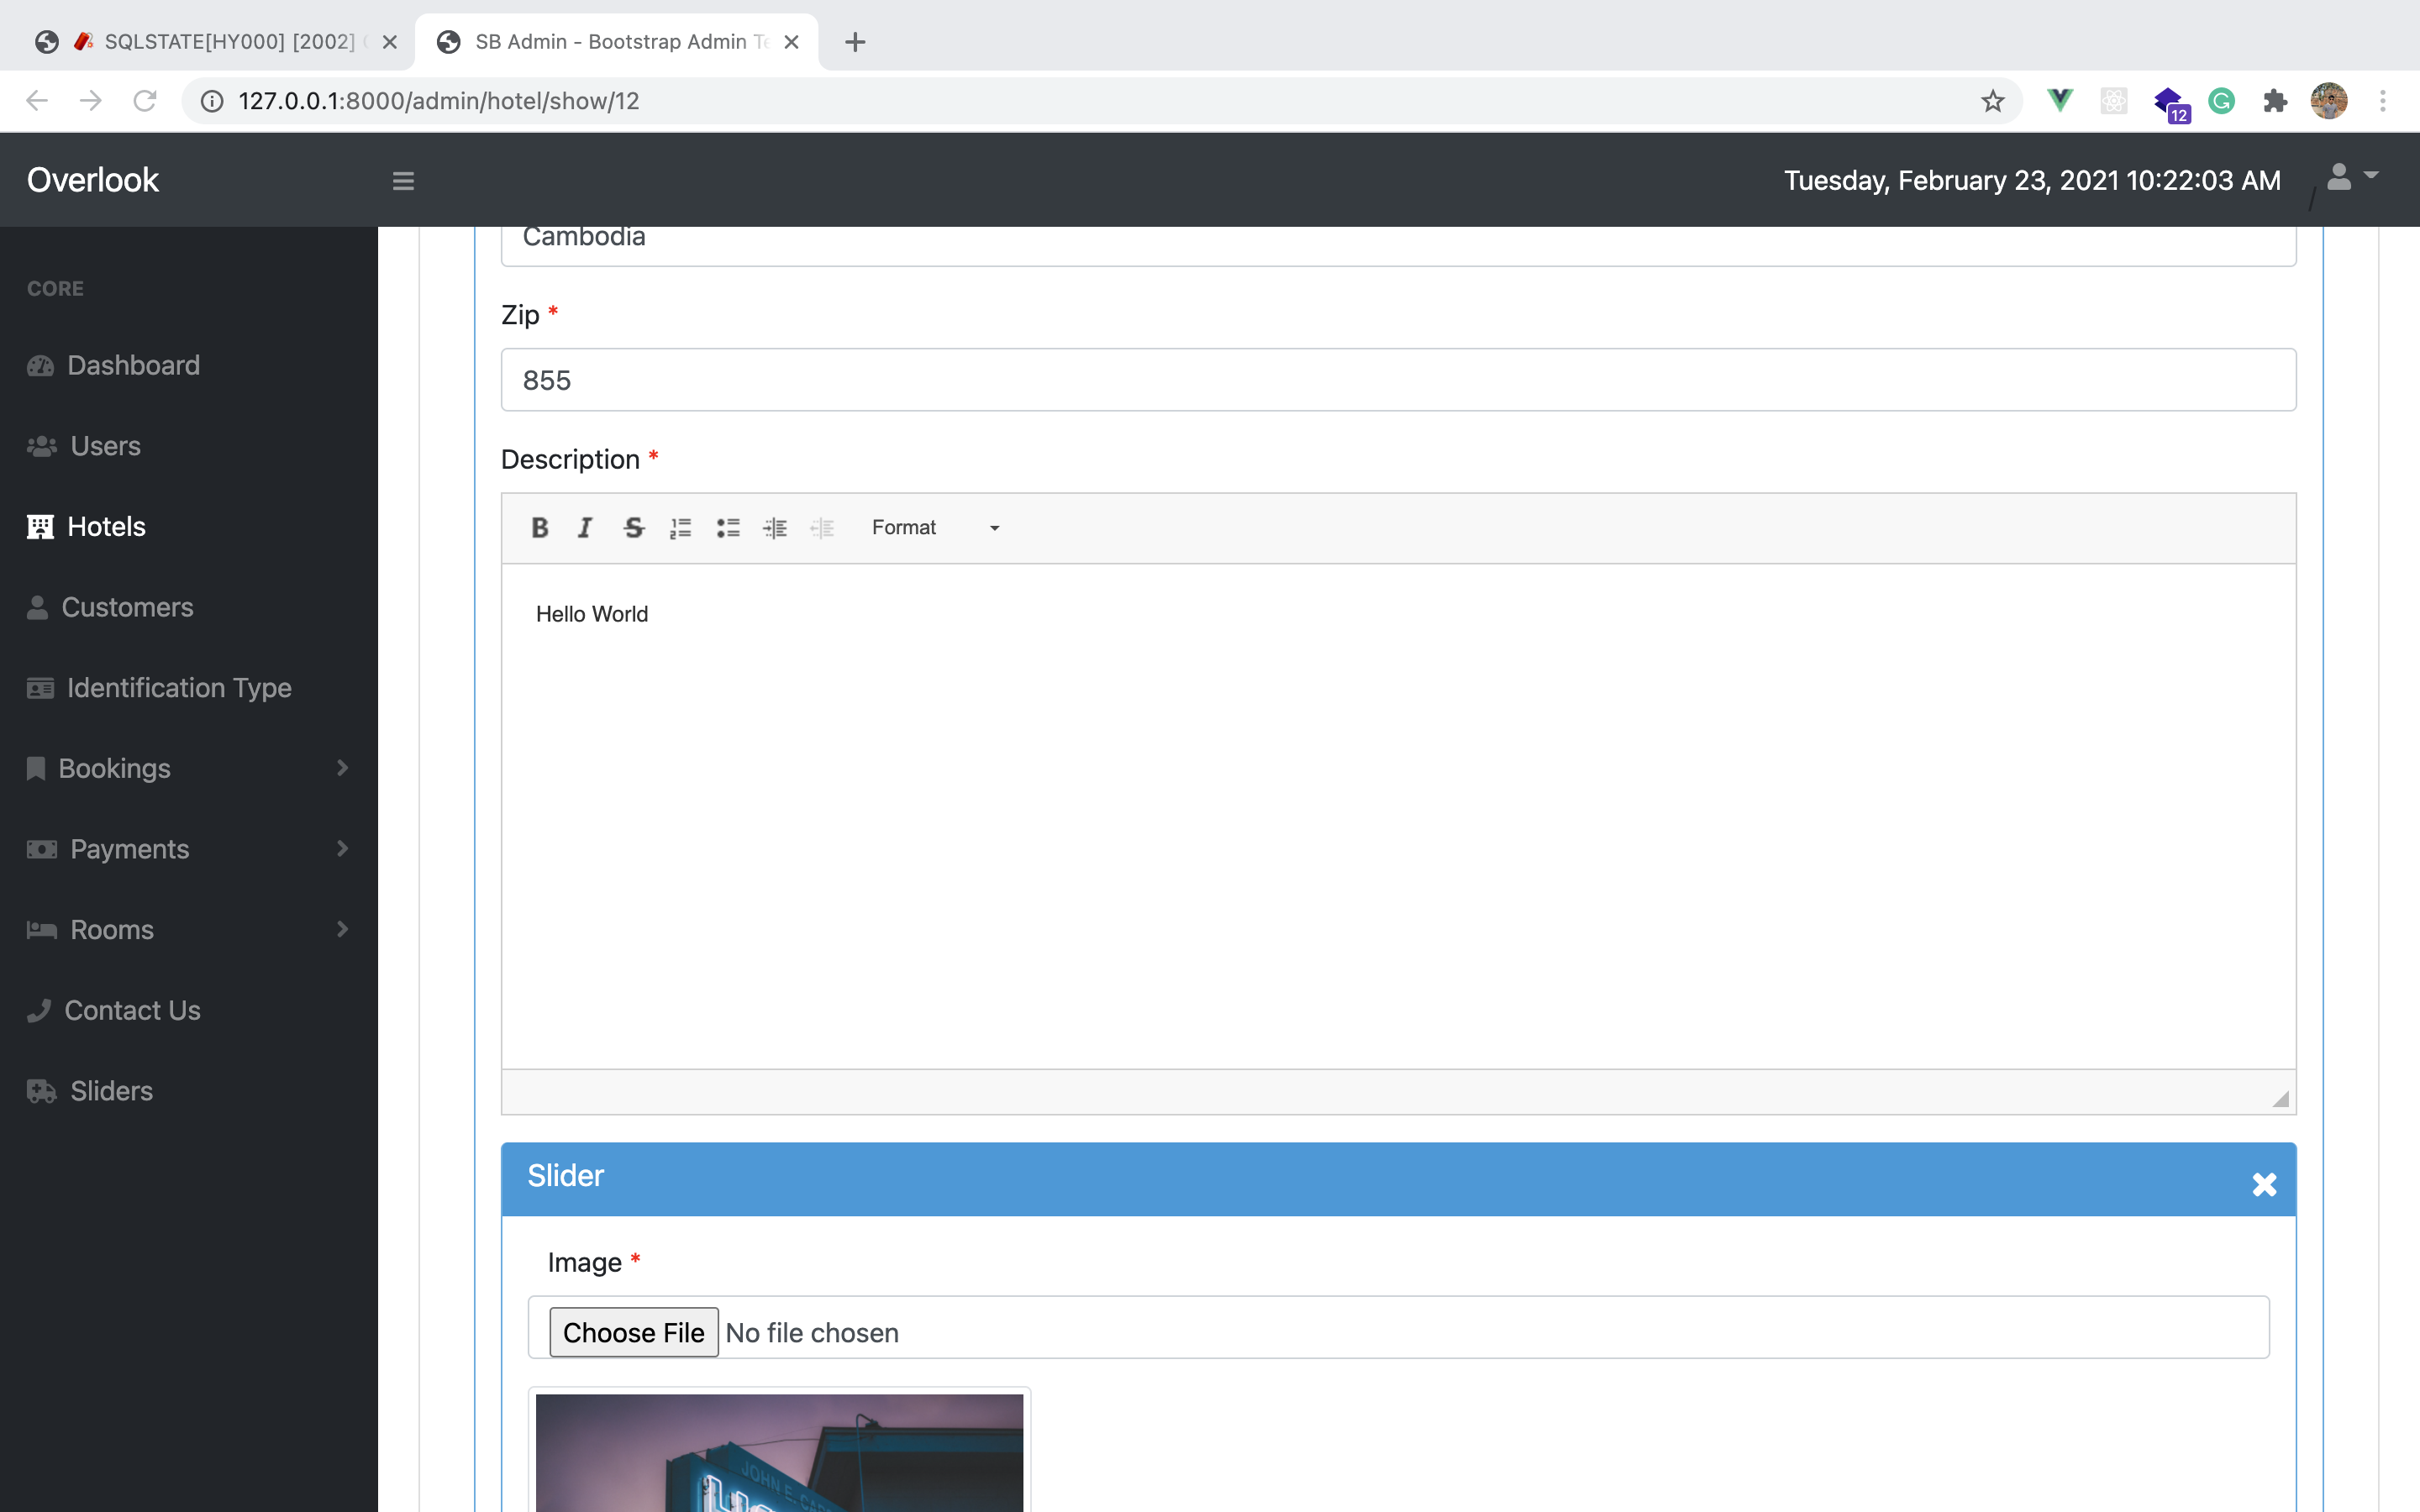 SQLSTATE[HY000] [2002]
SB Admin - Bootstrap Admin Te
127.0.0.1:8000/admin/hotel/show/12
12
Overlook
Tuesday, February 23, 2021 10:22:03 AM
/
CORE
Dashboard
Users
Hotels
Customers
Identification Type
Bookings
Payments
Rooms
Contact Us
Sliders
Cambodia
Zip *
855
Description *
B I S Format
Hello World
Slider
Image *
Choose File No file chosen
JOHN E.